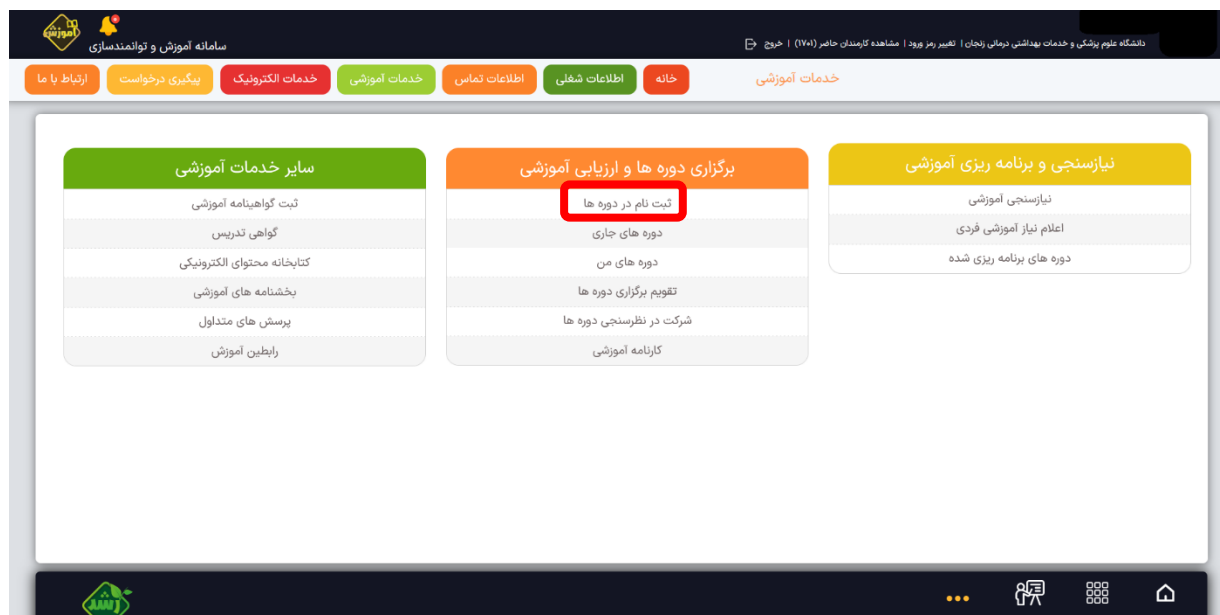 آموزش
سامانه آموزش و توانمندسازی
دانشگاه علوم پزشکی و خدمات بهداشتی درمانی زنجان | تغییر رمز ورود | مشاهده کارمندان حاضر (۱۷۰۱) | خروج
خدمات آموزشی
خانه
اطلاعات شغلی
اطلاعات تماس
خدمات آموزشی
خدمات الکترونیک
پیگیری درخواست
ارتباط با ما
نیازسنجی و برنامه ریزی آموزشی
نیازسنجی آموزشی
اعلام نیاز آموزشی فردی
دوره های برنامه ریزی شده
برگزاری دوره ها و ارزیابی آموزشی
ثبت نام در دوره ها
دوره های جاری
دوره های من
تقویم برگزاری دوره ها
شرکت در نظرسنجی دوره ها
کارنامه آموزشی
سایر خدمات آموزشی
ثبت گواهینامه آموزشی
گواهی تدریس
کتابخانه محتوای الکترونیکی
بخشنامه های آموزشی
پرسش های متداول
رابطین آموزش
رشد